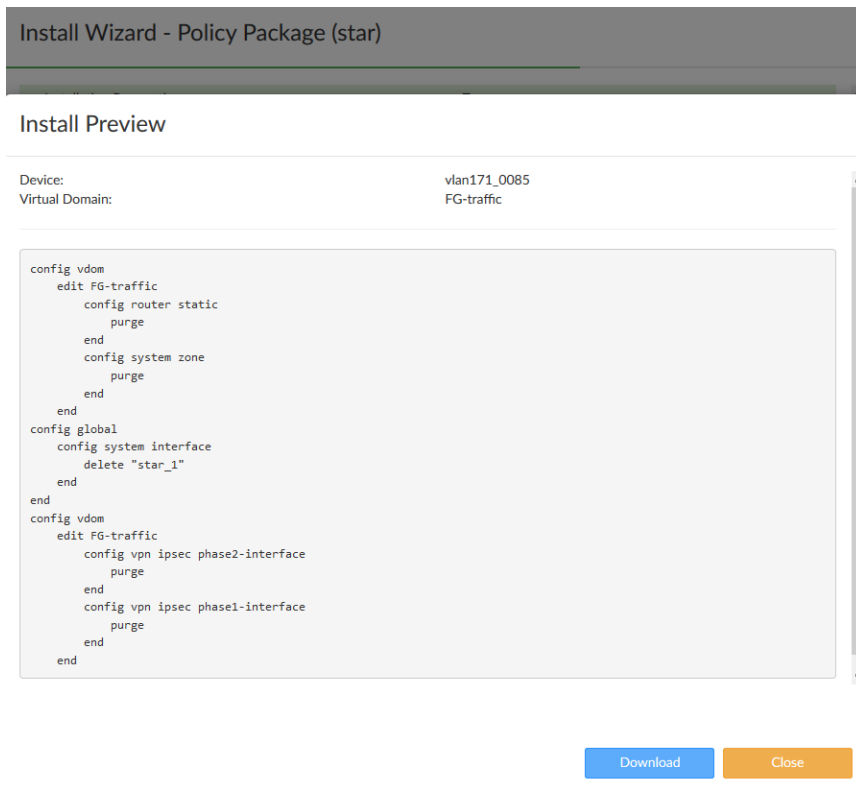 Install Wizard - Policy Package (star)
Install Preview
Device: vlan171_0085
Virtual Domain: FG-traffic
config vdom
    edit FG-traffic
        config router static
            purge
        end
        config system zone
            purge
        end
    end
config global
    config system interface
        delete "star_1"
    end
end
config vdom
    edit FG-traffic
        config vpn ipsec phase2-interface
            purge
        end
        config vpn ipsec phase1-interface
            purge
        end
    end
Download Close